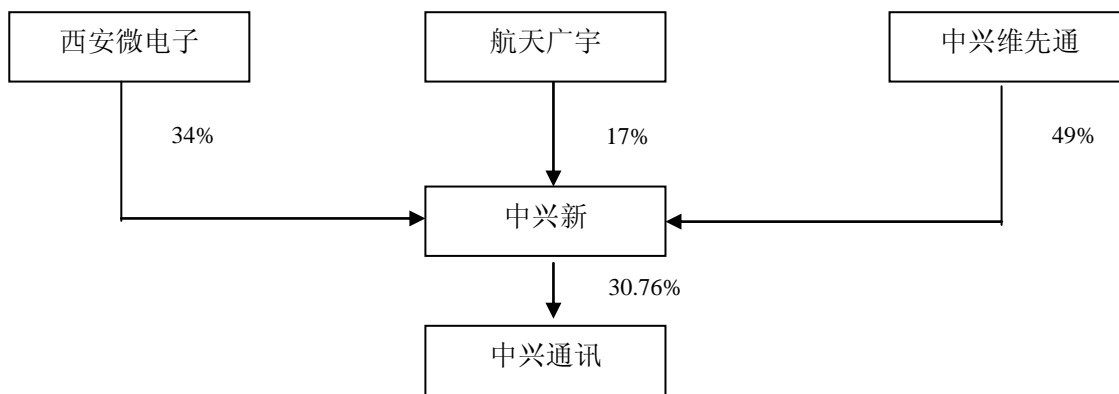 西安微电子
航天广宇
中兴维先通
34%
17%
49%
中兴新
30.76%
中兴通讯